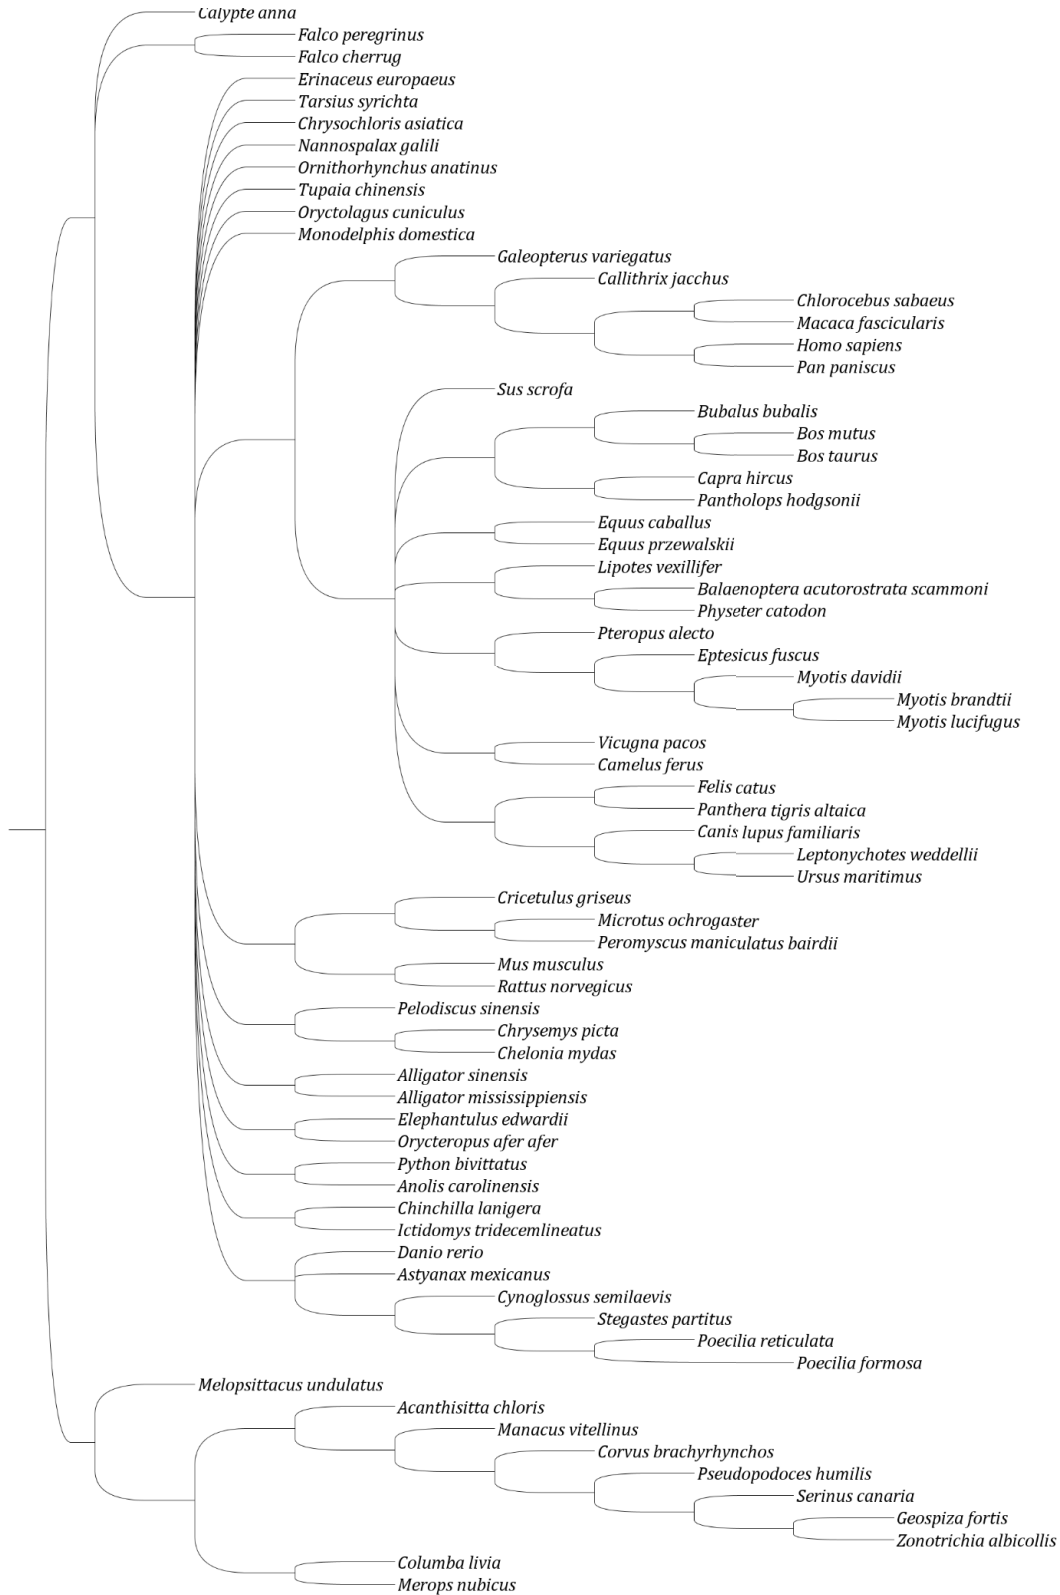 Calypte anna
Falco peregrinus
Falco cherrug
Erinaceus europaeus
Tarsius syrichta
Chrysochloris asiatica
Nannospalax galili
Ornithorhynchus anatinus
Tupaia chinensis
Oryctolagus cuniculus
Monodelphis domestica
Galeopterus variegatus
Callithrix jacchus
Chlorocebus sabaeus
Macaca fascicularis
Homo sapiens
Pan paniscus
Sus scrofa
Bubalus bubalis
Bos mutus
Bos taurus
Capra hircus
Pantholops hodgsonii
Equus caballus
Equus przewalskii
Lipotes vexillifer
Balaenoptera acutorostrata scammoni
Physeter catodon
Pteropus alecto
Eptesicus fuscus
Myotis davidii
Myotis brandtii
Myotis lucifugus
Vicugna pacos
Camelus ferus
Felis catus
Panthera tigris altaica
Canis lupus familiaris
Leptonychotes weddellii
Ursus maritimus
Cricetulus griseus
Microtus ochrogaster
Peromyscus maniculatus bairdii
Mus musculus
Rattus norvegicus
Pelodiscus sinensis
Chrysemys picta
Chelonia mydas
Alligator sinensis
Alligator mississippiensis
Elephantulus edwardii
Orycteropus afer afer
Python bivittatus
Anolis carolinensis
Chinchilla lanigera
Ictidomys tridecemlineatus
Danio rerio
Astyanax mexicanus
Cynoglossus semilaevis
Stegastes partitus
Poecilia reticulata
Poecilia formosa
Melopsittacus undulatus
Acanthisitta chloris
Manacus vitellinus
Corvus brachyrhynchos
Pseudopodoces humilis
Serinus canaria
Geospiza fortis
Zonotrichia albicollis
Columba livia
Merops nubicus